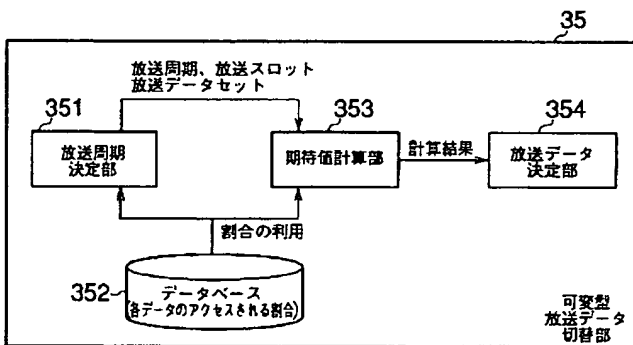 35
放送周期、放送スロット
放送データセット
351
放送周期
決定部
353
期待値計算部
計算結果
354
放送データ
決定部
割合の利用
352
データベース
(各データのアクセスされる割合)
可変型
放送データ
切替部